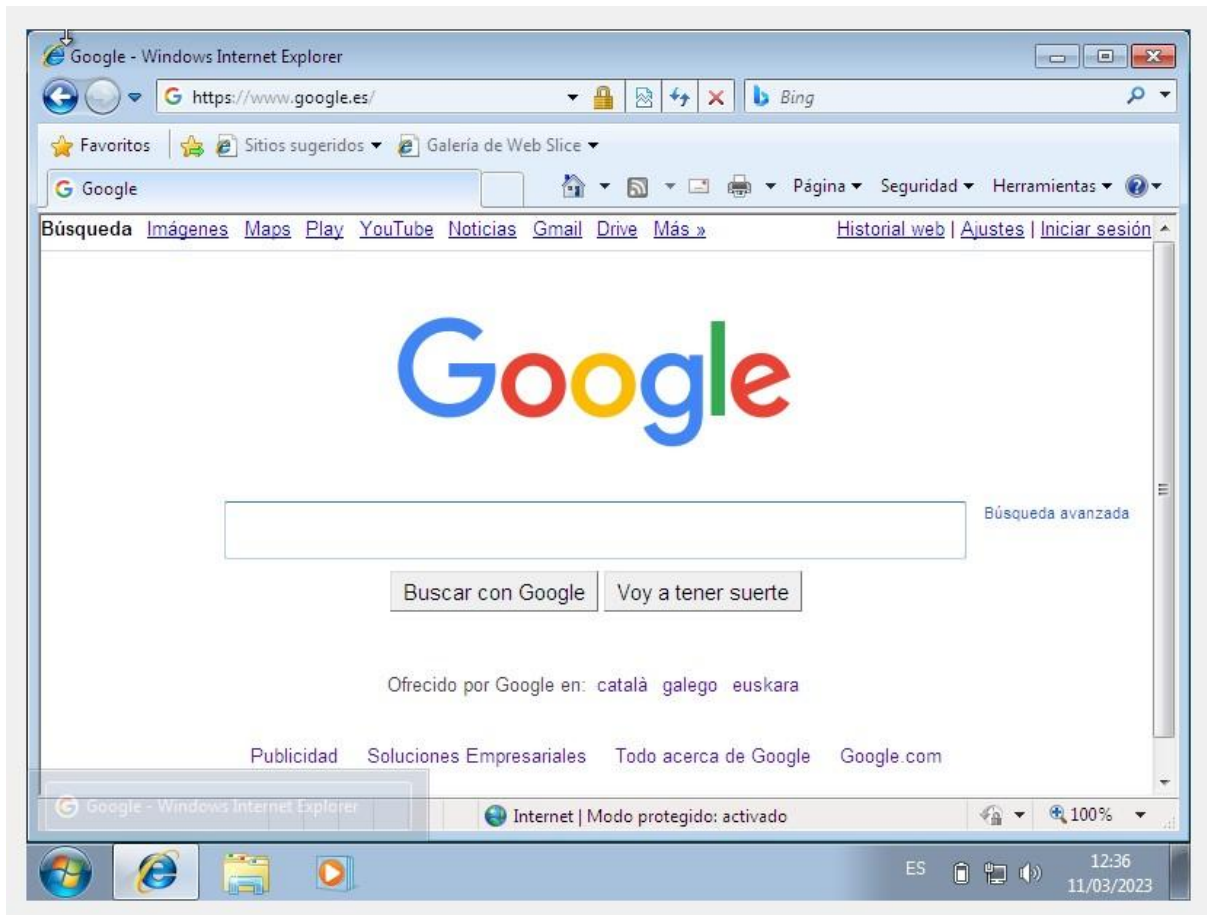 Google - Windows Internet Explorer
https://www.google.es/ Bing
Favoritos Sitios sugeridos Galería de Web Slice
Google Página Seguridad Herramientas
Búsqueda Imágenes Maps Play YouTube Noticias Gmail Drive Más » Historial web | Ajustes | Iniciar sesión
Google
Búsqueda avanzada
Buscar con Google Voy a tener suerte
Ofrecido por Google en: català galego euskara
Publicidad Soluciones Empresariales Todo acerca de Google Google.com
Google - Windows Internet Explorer
Internet | Modo protegido: activado 100%
ES 12:36
11/03/2023